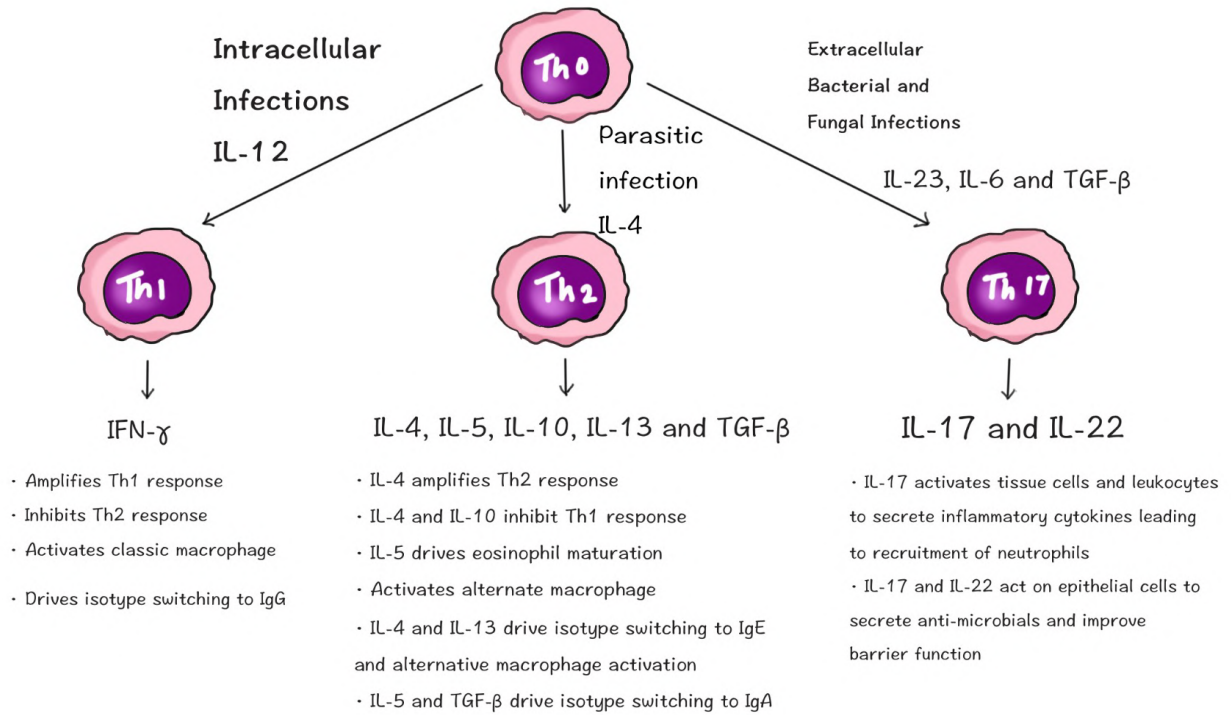 Th0
Intracellular
Infections
IL-12
Parasitic
infection
IL-4
Extracellular
Bacterial and
Fungal Infections
IL-23, IL-6 and TGF-β
Th1
Th2
Th17
IFN-γ
· Amplifies Th1 response
· Inhibits Th2 response
· Activates classic macrophage
· Drives isotype switching to IgG
IL-4, IL-5, IL-10, IL-13 and TGF-β
· IL-4 amplifies Th2 response
· IL-4 and IL-10 inhibit Th1 response
· IL-5 drives eosinophil maturation
· Activates alternate macrophage
· IL-4 and IL-13 drive isotype switching to IgE
and alternative macrophage activation
· IL-5 and TGF-β drive isotype switching to IgA
IL-17 and IL-22
· IL-17 activates tissue cells and leukocytes
to secrete inflammatory cytokines leading
to recruitment of neutrophils
· IL-17 and IL-22 act on epithelial cells to
secrete anti-microbials and improve
barrier function